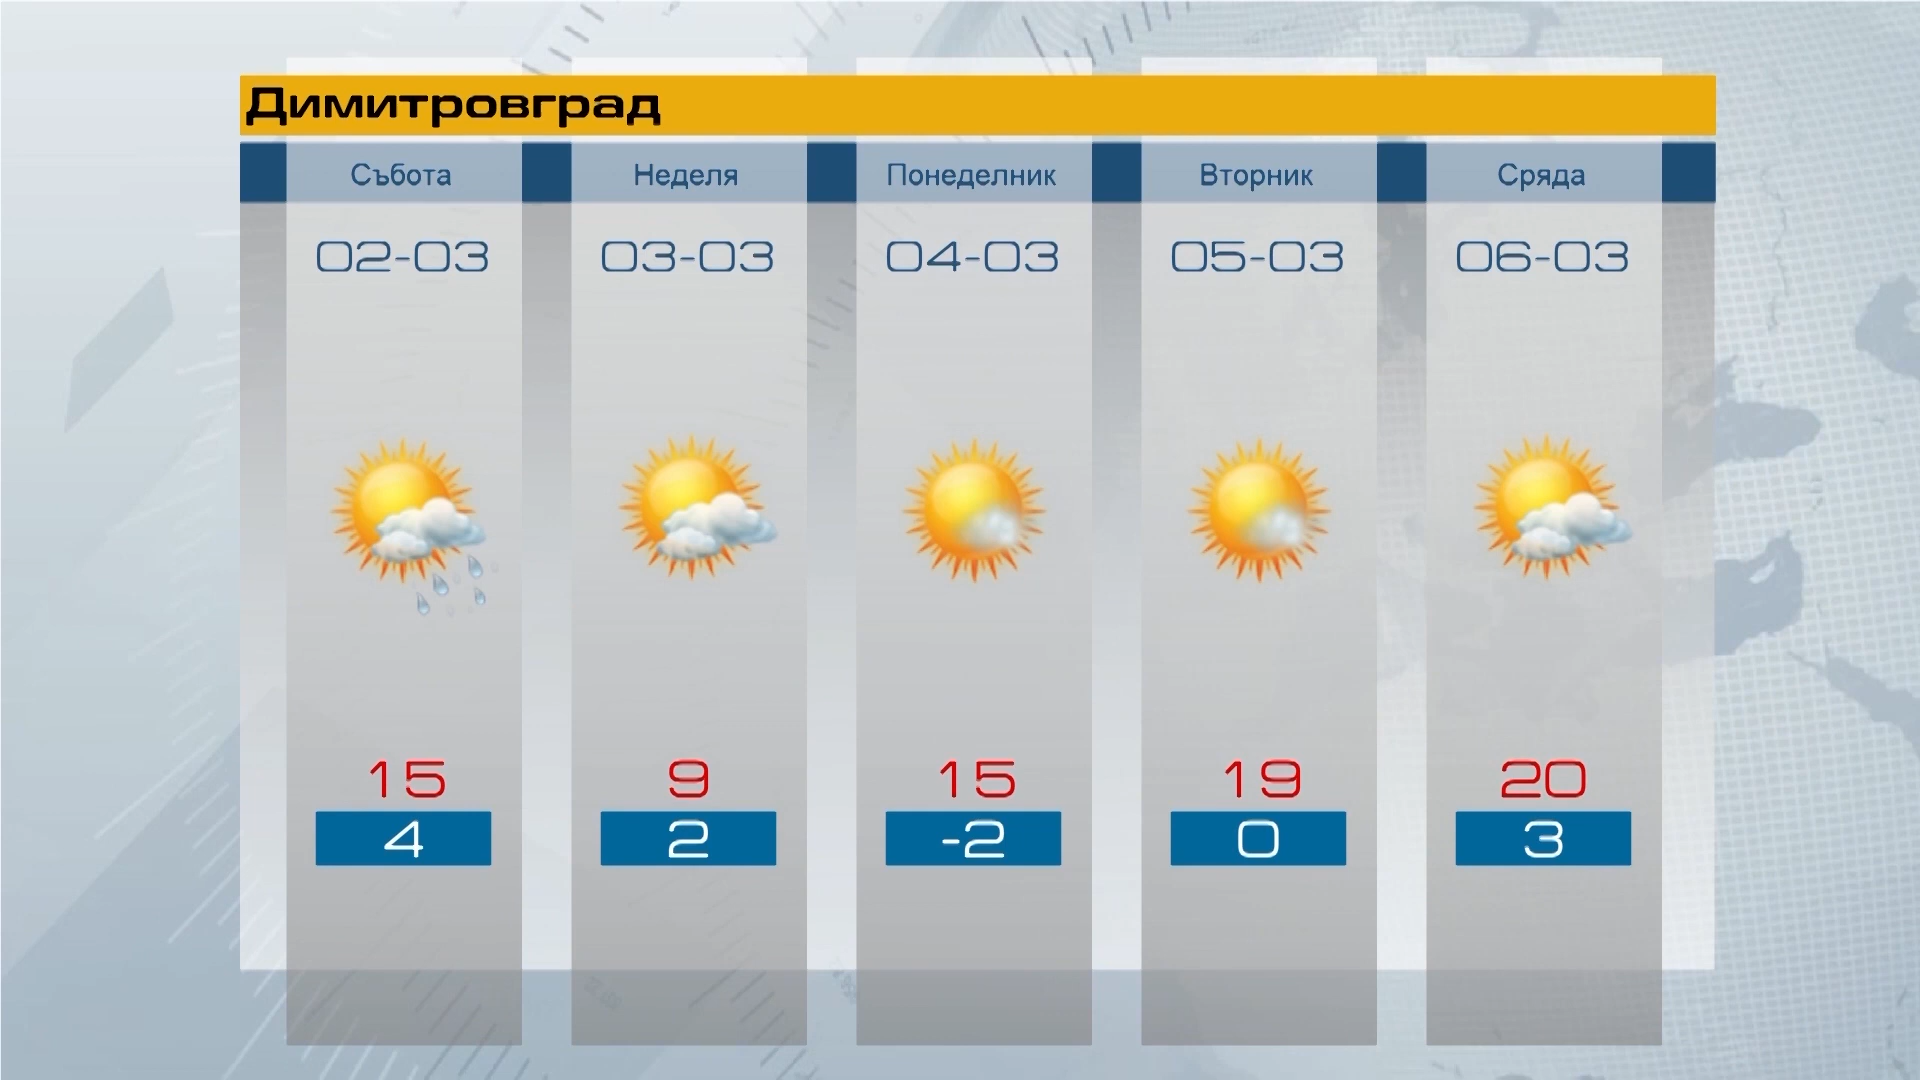 Димитровград
Събота Неделя Понеделник Вторник Сряда
02-03 03-03 04-03 05-03 06-03
15 9 15 19 20
4 2 -2 0 3